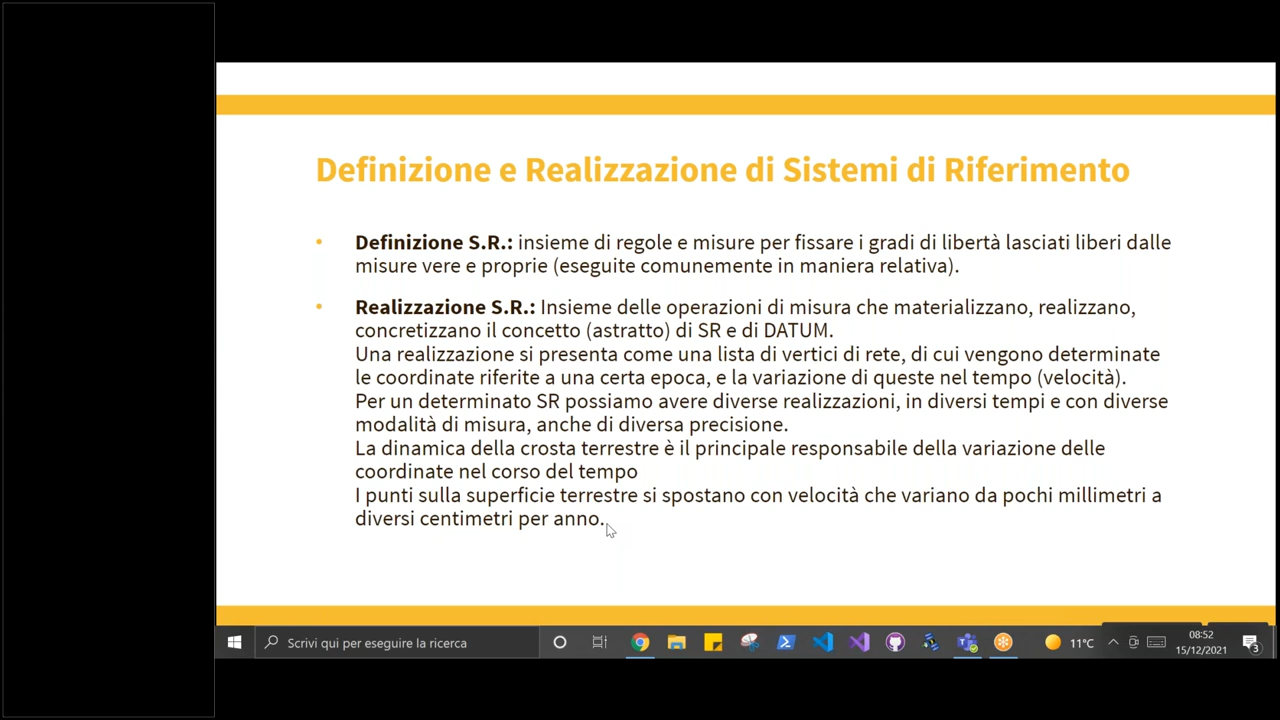 Definizione e Realizzazione di Sistemi di Riferimento
• Definizione S.R.: insieme di regole e misure per fissare i gradi di libertà lasciati liberi dalle
misure vere e proprie (eseguite comunemente in maniera relativa).
• Realizzazione S.R.: Insieme delle operazioni di misura che materializzano, realizzano,
concretizzano il concetto (astratto) di SR e di DATUM.
Una realizzazione si presenta come una lista di vertici di rete, di cui vengono determinate
le coordinate riferite a una certa epoca, e la variazione di queste nel tempo (velocità).
Per un determinato SR possiamo avere diverse realizzazioni, in diversi tempi e con diverse
modalità di misura, anche di diversa precisione.
La dinamica della crosta terrestre è il principale responsabile della variazione delle
coordinate nel corso del tempo
I punti sulla superficie terrestre si spostano con velocità che variano da pochi millimetri a
diversi centimetri per anno.
Scrivi qui per eseguire la ricerca
11°C
08:52
15/12/2021
3